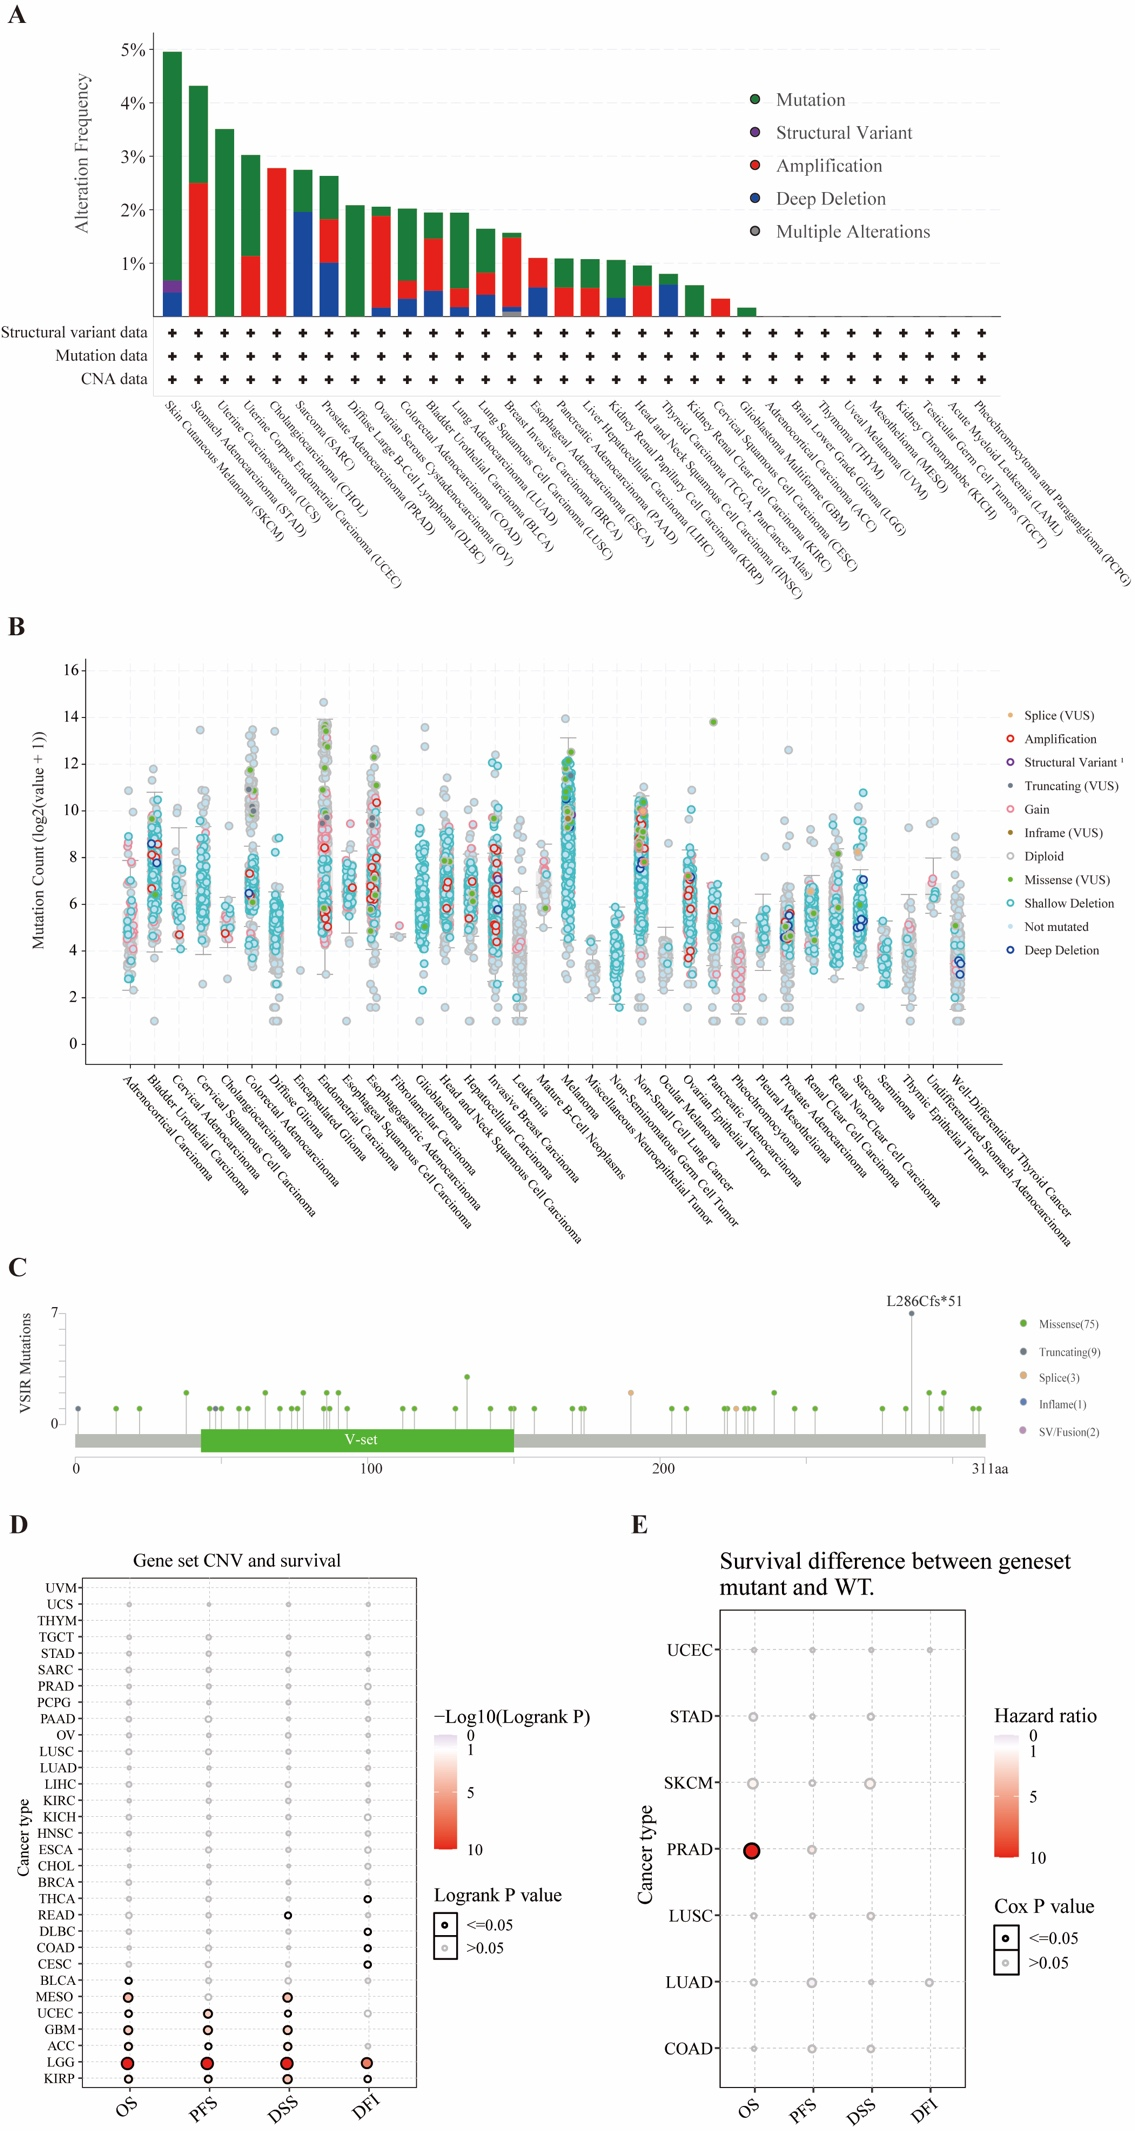 A
Alteration Frequency
5%
4%
3%
2%
1%
Mutation
Structural Variant
Amplification
Deep Deletion
Multiple Alterations
Structural variant data
Mutation data
CNA data
Skin Cutaneous Melanoma (SKCM)
Stomach Adenocarcinoma (STAD)
Uterine Carcinosarcoma (UCS)
Uterine Corpus Endometrial Carcinoma (UCEC)
Cholangiocarcinoma (CHOL)
Sarcoma (SARC)
Prostate Adenocarcinoma (PRAD)
Diffuse Large B-Cell Lymphoma (DLBC)
Ovarian Serous Cystadenocarcinoma (OV)
Colorectal Adenocarcinoma (COAD)
Bladder Urothelial Carcinoma (BLCA)
Lung Adenocarcinoma (LUAD)
Lung Squamous Cell Carcinoma (LUSC)
Breast Invasive Carcinoma (BRCA)
Esophageal Adenocarcinoma (ESCA)
Pancreatic Adenocarcinoma (PAAD)
Liver Hepatocellular Carcinoma (LIHC)
Kidney Renal Papillary Cell Carcinoma (KIRP)
Head and Neck Squamous Cell Carcinoma (HNSC)
Thyroid Carcinoma (TCGA, PanCancer Atlas)
Kidney Renal Clear Cell Carcinoma (KIRC)
Cervical Squamous Cell Carcinoma (CESC)
Glioblastoma Multiforme (GBM)
Adrenocortical Carcinoma (ACC)
Brain Lower Grade Glioma (LGG)
Thymoma (THYM)
Uveal Melanoma (UVM)
Mesothelioma (MESO)
Kidney Chromophobe (KICH)
Testicular Germ Cell Tumors (TGCT)
Acute Myeloid Leukemia (LAML)
Pheochromocytoma and Paraganglioma (PCPG)
B
Mutation Count (log2(value + 1))
16
14
12
10
8
6
4
2
0
Splice (VUS)
Amplification
Structural Variant ¹
Truncating (VUS)
Gain
Inframe (VUS)
Diploid
Missense (VUS)
Shallow Deletion
Not mutated
Deep Deletion
Adrenocortical Carcinoma
Bladder Urothelial Carcinoma
Cervical Adenocarcinoma
Cervical Squamous Cell Carcinoma
Cholangiocarcinoma
Colorectal Adenocarcinoma
Diffuse Glioma
Encapsulated Glioma
Endometrial Carcinoma
Esophageal Squamous Cell Carcinoma
Esophagogastric Adenocarcinoma
Fibrolamellar Carcinoma
Glioblastoma
Head and Neck Squamous Cell Carcinoma
Hepatocellular Carcinoma
Invasive Breast Carcinoma
Leukemia
Mature B-Cell Neoplasms
Melanoma
Miscellaneous Neuroepithelial Tumor
Non-Seminomatous Germ Cell Tumor
Non-Small Cell Lung Cancer
Ocular Melanoma
Ovarian Epithelial Tumor
Pancreatic Adenocarcinoma
Pheochromocytoma
Pleural Mesothelioma
Prostate Adenocarcinoma
Renal Clear Cell Carcinoma
Renal Non-Clear Cell Carcinoma
Sarcoma
Seminoma
Thymic Epithelial Tumor
Undifferentiated Stomach Adenocarcinoma
Well-Differentiated Thyroid Cancer
C
VSIR Mutations
7
0
L286Cfs*51
V-set
0
100
200
311aa
Missense(75)
Truncating(9)
Splice(3)
Inflame(1)
SV/Fusion(2)
D
Gene set CNV and survival
Cancer type
UVM
UCS
THYM
TGCT
STAD
SARC
PRAD
PCPG
PAAD
OV
LUSC
LUAD
LIHC
KIRC
KICH
HNSC
ESCA
CHOL
BRCA
THCA
READ
DLBC
COAD
CESC
BLCA
MESO
UCEC
GBM
ACC
LGG
KIRP
OS
PFS
DSS
DFI
−Log10(Logrank P)
0
1
5
10
Logrank P value
<=0.05
>0.05
E
Survival difference between geneset
mutant and WT.
Cancer type
UCEC
STAD
SKCM
PRAD
LUSC
LUAD
COAD
OS
PFS
DSS
DFI
Hazard ratio
0
1
5
10
Cox P value
<=0.05
>0.05